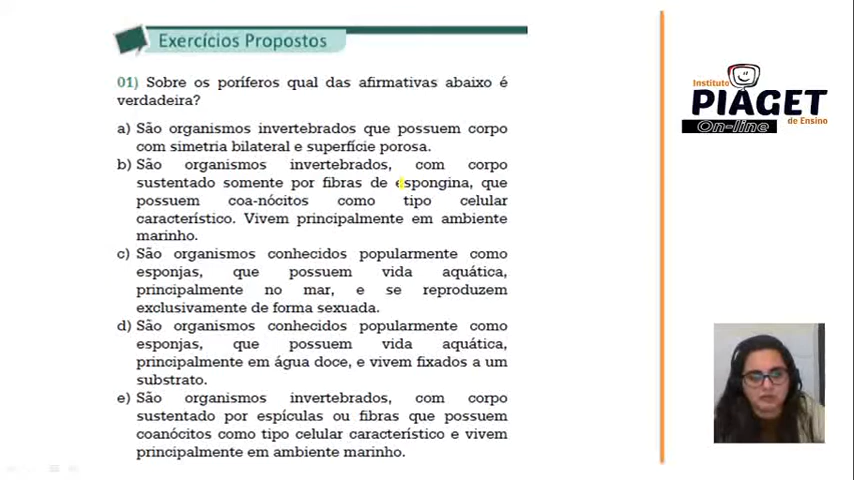 Exercícios Propostos
01) Sobre os poríferos qual das afirmativas abaixo é
verdadeira?
a) São organismos invertebrados que possuem corpo
com simetria bilateral e superfície porosa.
b) São organismos invertebrados, com corpo
sustentado somente por fibras de espongina, que
possuem coa-nócitos como tipo celular
característico. Vivem principalmente em ambiente
marinho.
c) São organismos conhecidos popularmente como
esponjas, que possuem vida aquática,
principalmente no mar, e se reproduzem
exclusivamente de forma sexuada.
d) São organismos conhecidos popularmente como
esponjas, que possuem vida aquática,
principalmente em água doce, e vivem fixados a um
substrato.
e) São organismos invertebrados, com corpo
sustentado por espículas ou fibras que possuem
coanócitos como tipo celular característico e vivem
principalmente em ambiente marinho.
Instituto
PIAGET
de Ensino
On-line